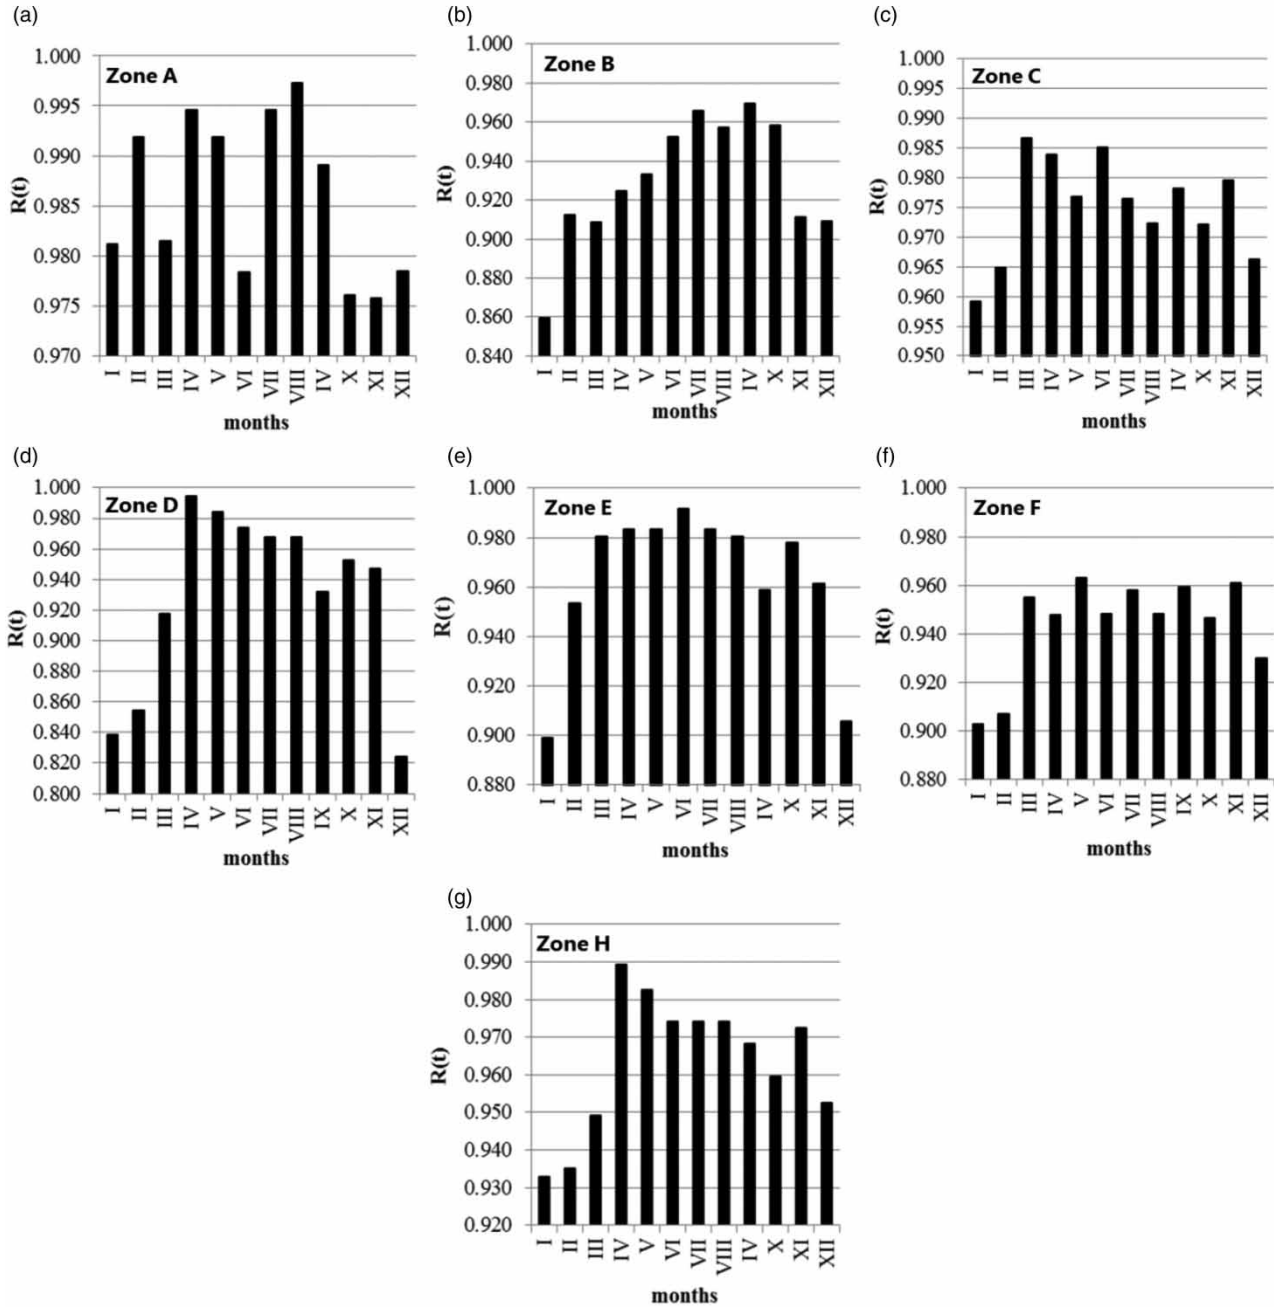 (a)
Zone A
R(t)
1.000
0.995
0.990
0.985
0.980
0.975
0.970
I II III IV V VI VII VIII IV X XI XII
months
(b)
Zone B
R(t)
1.000
0.980
0.960
0.940
0.920
0.900
0.880
0.860
0.840
I II III IV V VI VII VIII IV X XI XII
months
(c)
Zone C
R(t)
1.000
0.995
0.990
0.985
0.980
0.975
0.970
0.965
0.960
0.955
0.950
I II III IV V VI VII VIII IV X XI XII
months
(d)
Zone D
R(t)
1.000
0.980
0.960
0.940
0.920
0.900
0.880
0.860
0.840
0.820
0.800
I II III IV V VI VII VIII IX X XI XII
months
(e)
Zone E
R(t)
1.000
0.980
0.960
0.940
0.920
0.900
0.880
I II III IV V VI VII VIII IV X XI XII
months
(f)
Zone F
R(t)
1.000
0.980
0.960
0.940
0.920
0.900
0.880
I II III IV V VI VII VIII IX X XI XII
months
(g)
Zone H
R(t)
1.000
0.990
0.980
0.970
0.960
0.950
0.940
0.930
0.920
I II III IV V VI VII VIII IV X XI XII
months